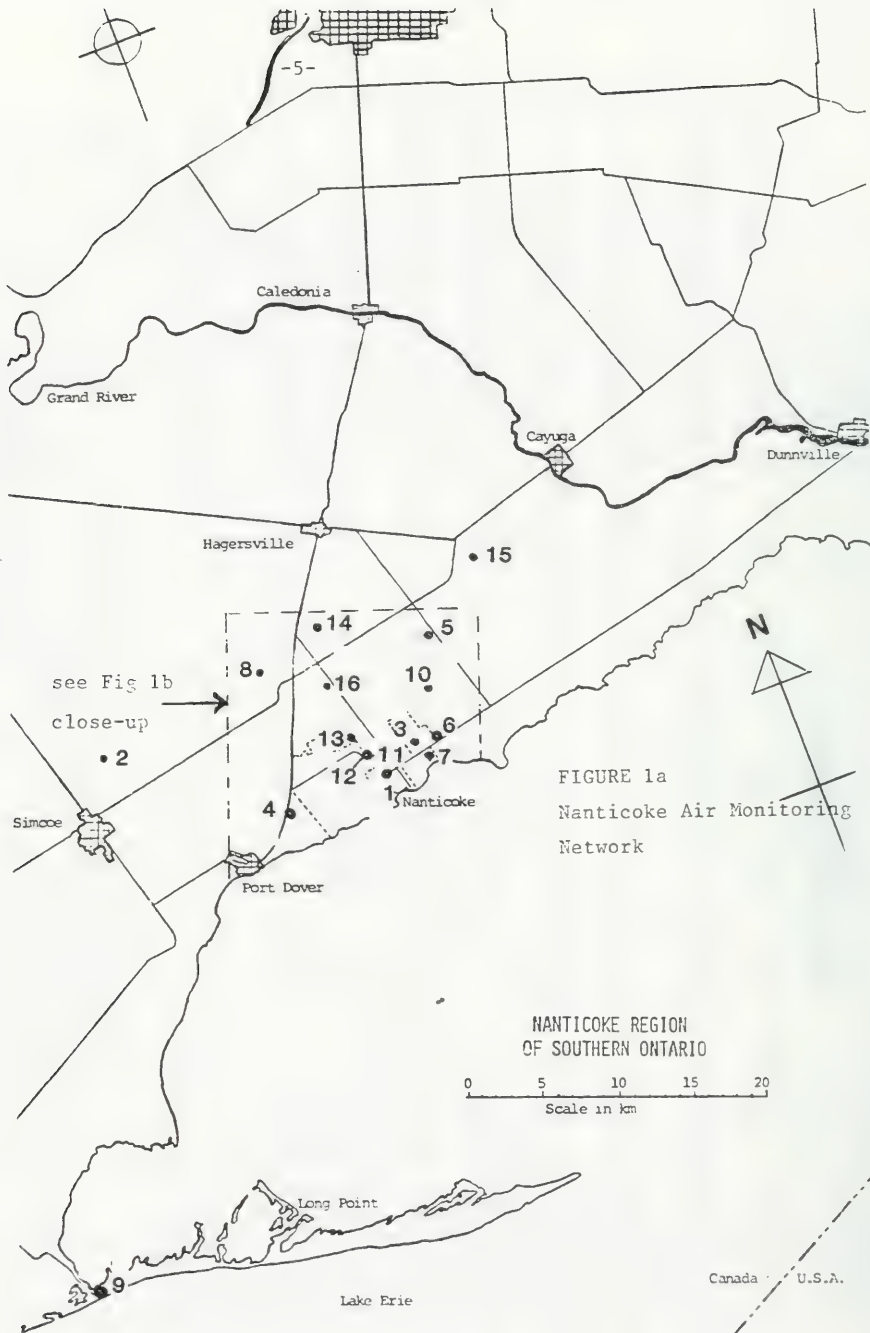 -5-
Caledonia
Grand River
Cayuga
Dunnville
Hagersville
15
14
5
N
8
10
see Fig 1b
close-up
16
2
13
3
6
11
7
12
1
Nanticoke
FIGURE 1a
Nanticoke Air Monitoring
Network
4
Simcoe
Port Dover
NANTICOKE REGION
OF SOUTHERN ONTARIO
0 5 10 15 20
Scale in km
Long Point
9
Lake Erie
Canada U.S.A.